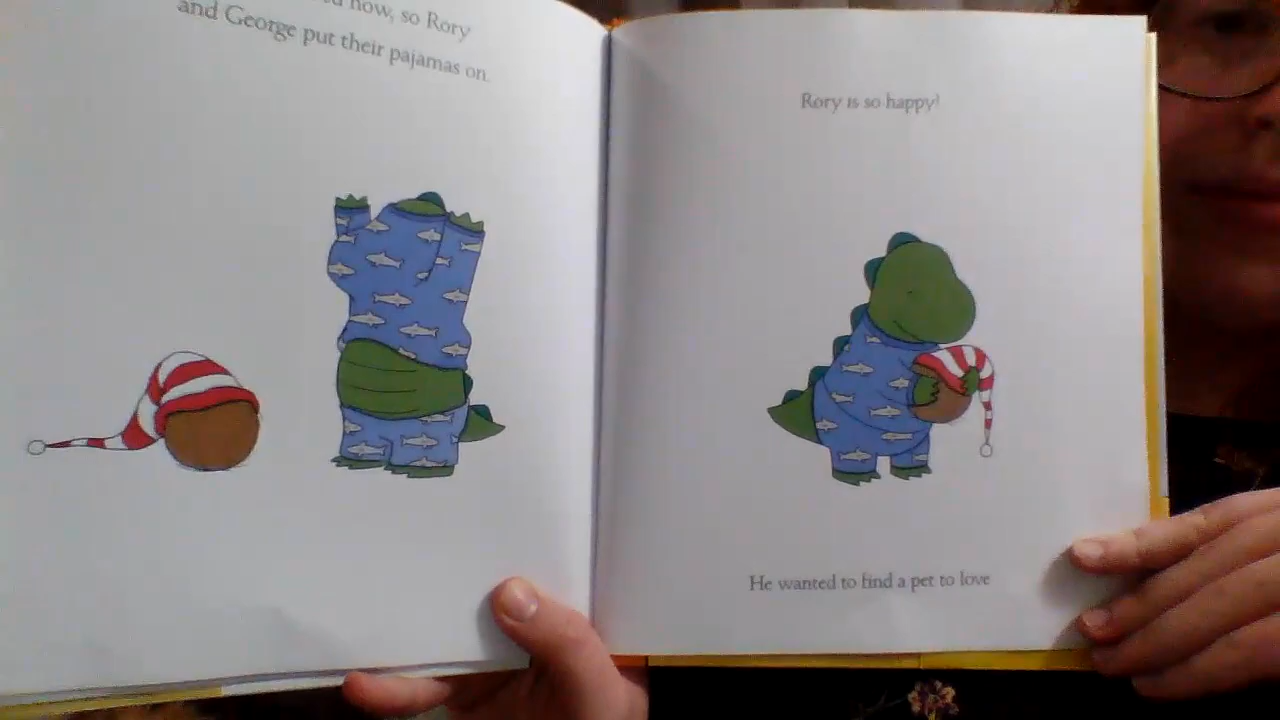 now, so Rory
and George put their pajamas on.
Rory is so happy!
He wanted to find a pet to love